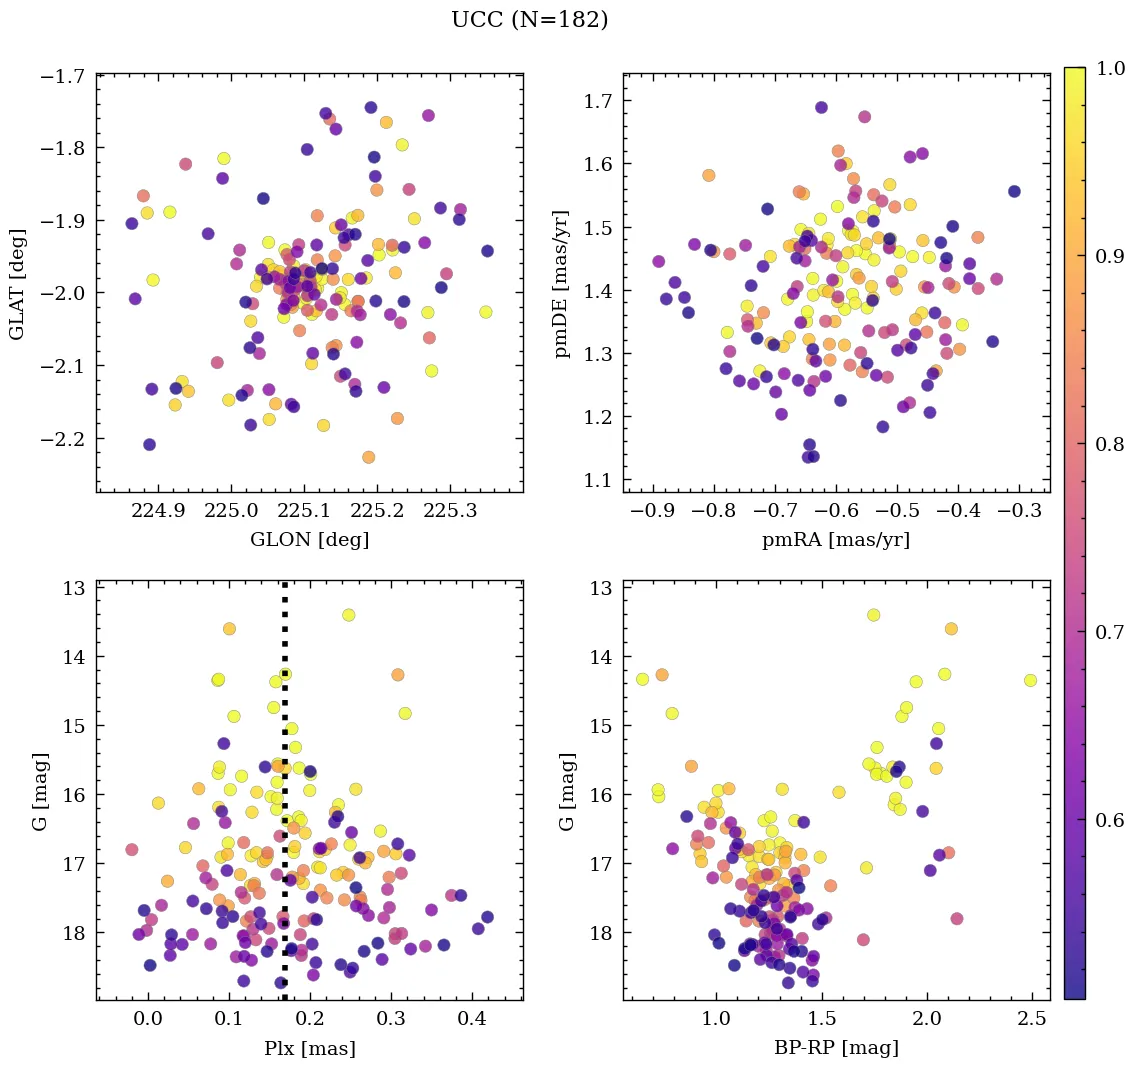 UCC (N=182)
−1.7
−1.8
−1.9
−2.0
−2.1
−2.2
GLAT [deg]
224.9 225.0 225.1 225.2 225.3
GLON [deg]
1.7
1.6
1.5
1.4
1.3
1.2
1.1
pmDE [mas/yr]
−0.9 −0.8 −0.7 −0.6 −0.5 −0.4 −0.3
pmRA [mas/yr]
13
14
15
16
17
18
G [mag]
0.0 0.1 0.2 0.3 0.4
Plx [mas]
13
14
15
16
17
18
G [mag]
1.0 1.5 2.0 2.5
BP-RP [mag]
1.0
0.9
0.8
0.7
0.6